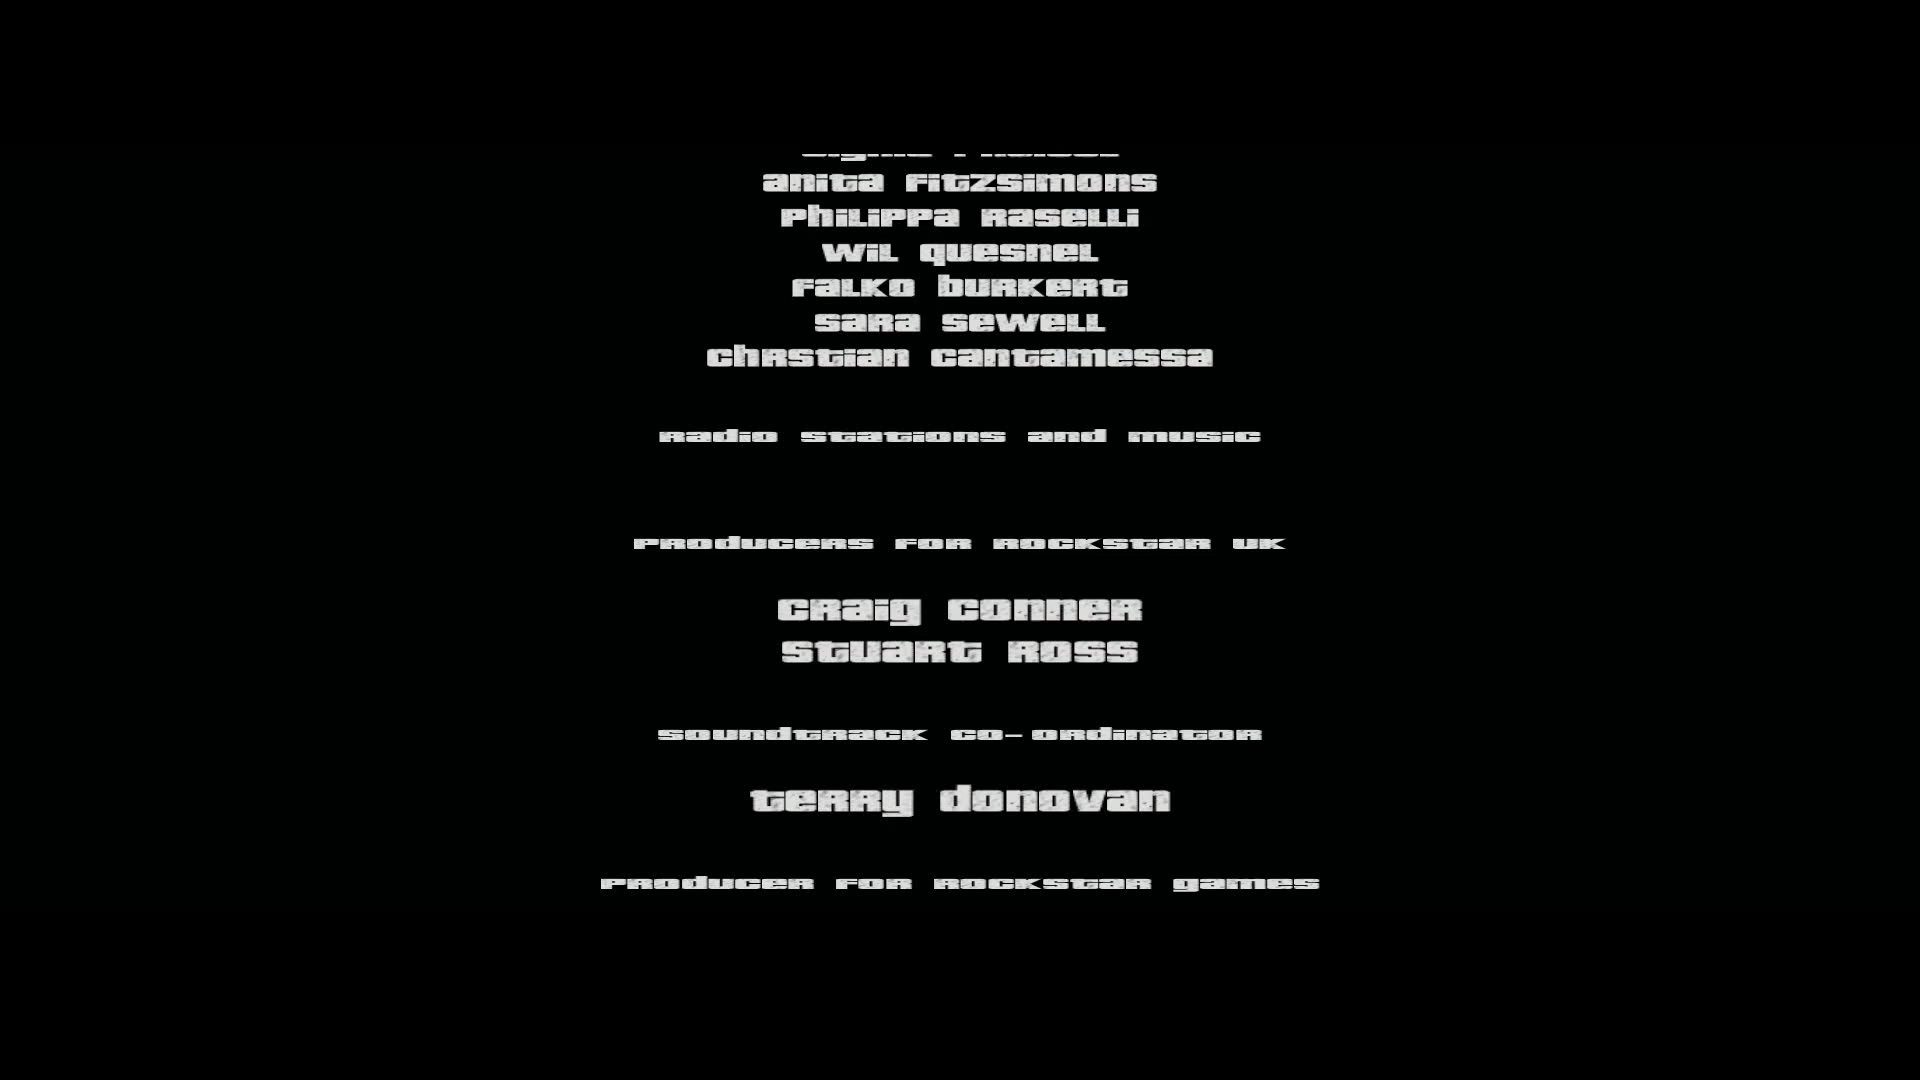 anita Fitzsimons
Philippa Raselli
Wil Quesnel
Falko Burkert
Sara Sewell
Chrstian Cantamessa
Radio stations and music
Producers for Rockstar UK
Craig Conner
Stuart Ross
Soundtrack co-ordinator
Terry Donovan
Producer for Rockstar games